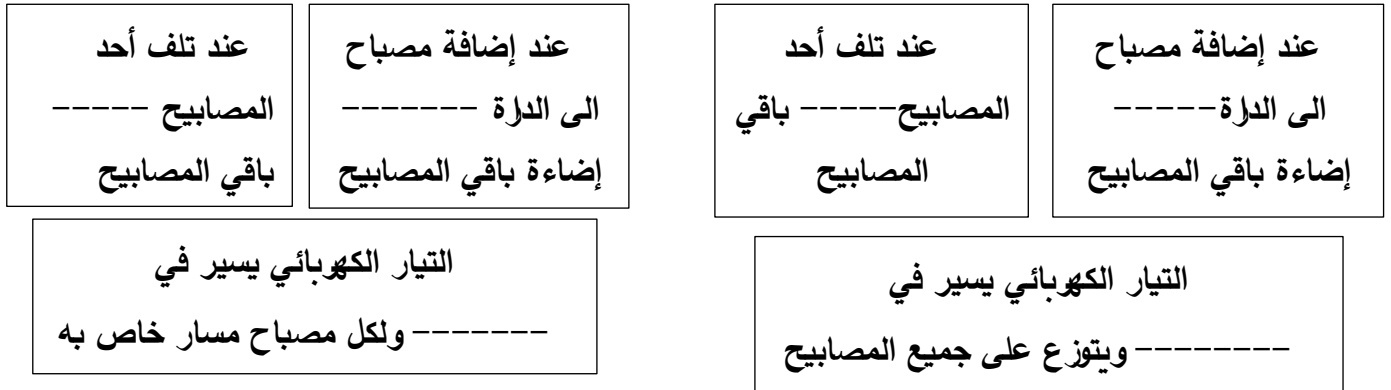 عند إضافة مصباح
الى الدارة-----
إضاءة باقي المصابيح
عند تلف أحد
المصابيح----- باقي
المصابيح
التيار الكهربائي يسير في
-------- ويتوزع على جميع المصابيح
عند إضافة مصباح
الى الدارة -------
إضاءة باقي المصابيح
عند تلف أحد
المصابيح -----
باقي المصابيح
التيار الكهربائي يسير في
------- ولكل مصباح مسار خاص به